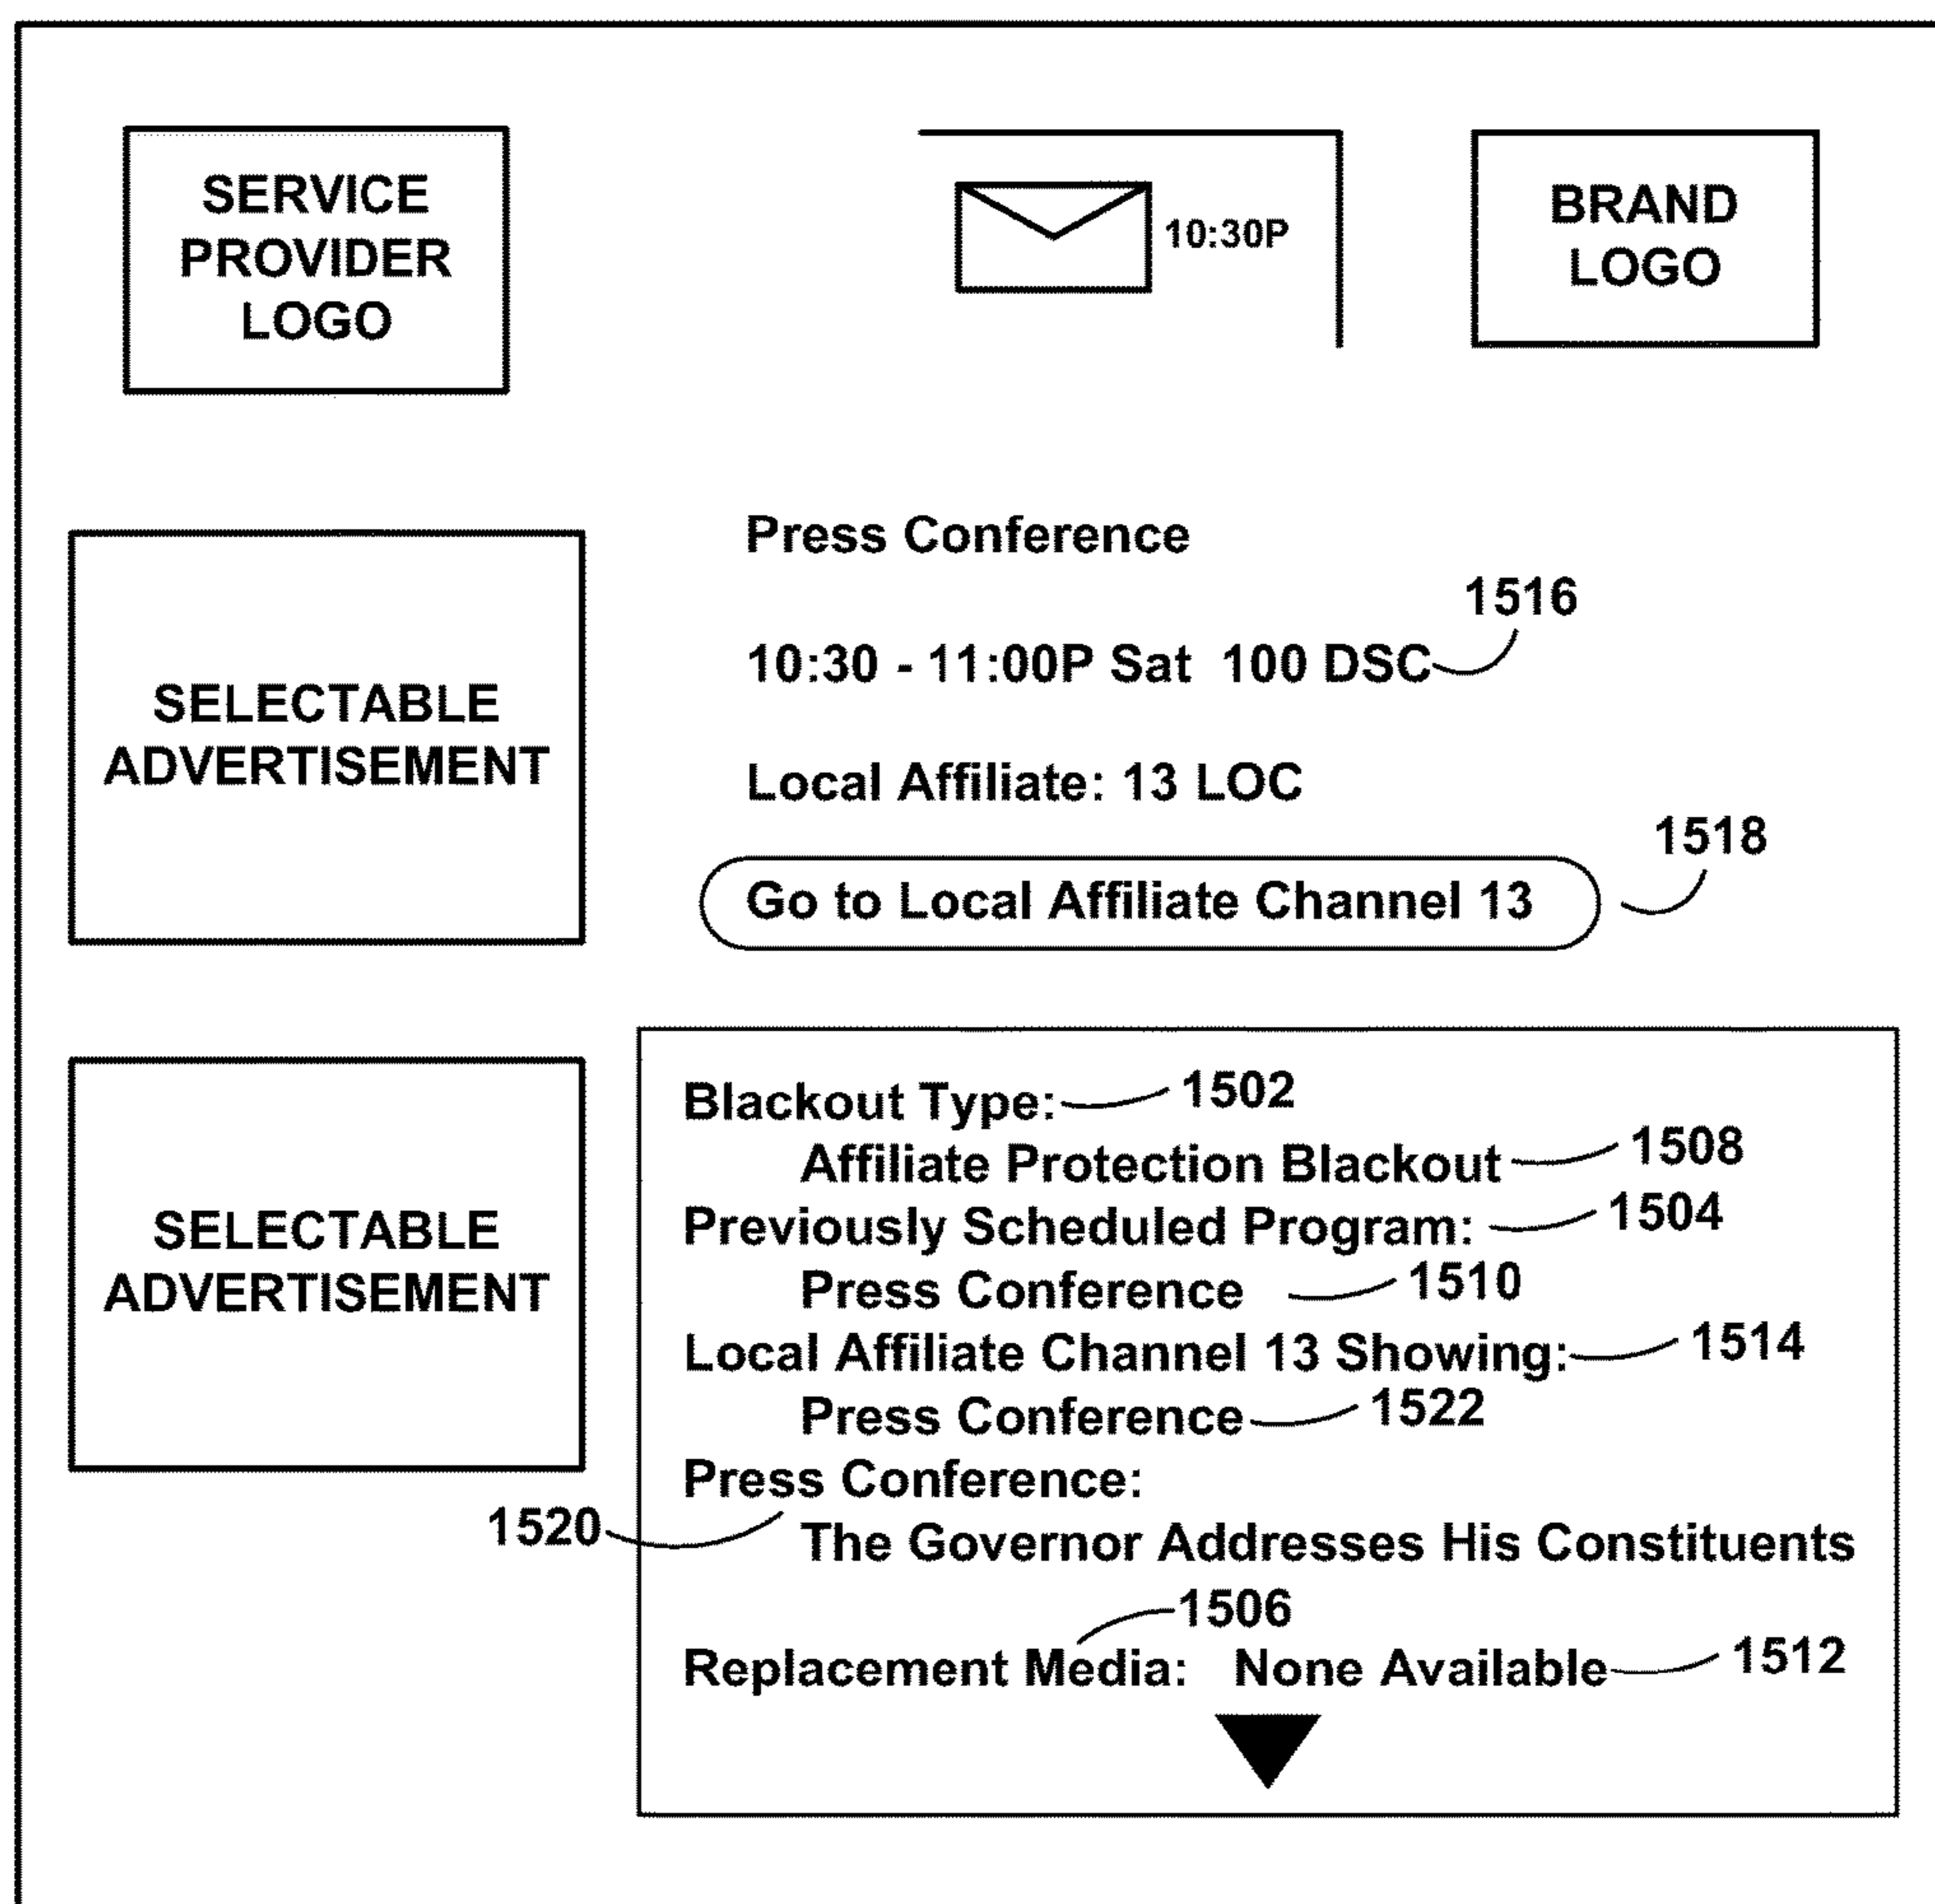 SERVICE
PROVIDER
LOGO
10:30P
BRAND
LOGO
SELECTABLE
ADVERTISEMENT
Press Conference
1516
10:30 - 11:00P Sat 100 DSC
Local Affiliate: 13 LOC
1518
Go to Local Affiliate Channel 13
SELECTABLE
ADVERTISEMENT
Blackout Type: 1502
Affiliate Protection Blackout 1508
Previously Scheduled Program: 1504
Press Conference 1510
Local Affiliate Channel 13 Showing: 1514
Press Conference 1522
Press Conference:
1520
The Governor Addresses His Constituents
1506
Replacement Media: None Available 1512